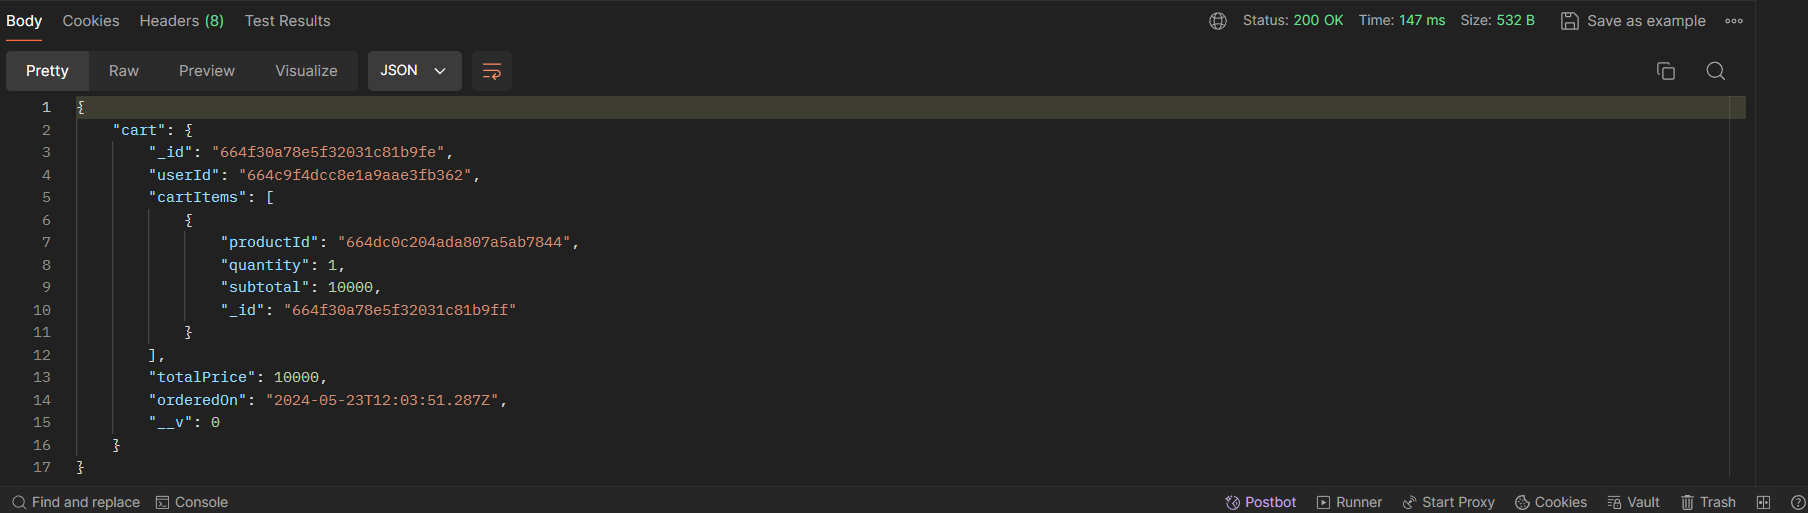 Body Cookies Headers (8) Test Results Status: 200 OK Time: 147 ms Size: 532 B Save as example
Pretty Raw Preview Visualize JSON
1 {
2 "cart": {
3 "_id": "664f30a78e5f32031c81b9fe",
4 "userId": "664c9f4dcc8e1a9aae3fb362",
5 "cartItems": [
6 {
7 "productId": "664dc0c204ada807a5ab7844",
8 "quantity": 1,
9 "subtotal": 10000,
10 "_id": "664f30a78e5f32031c81b9ff"
11 }
12 ],
13 "totalPrice": 10000,
14 "orderedOn": "2024-05-23T12:03:51.287Z",
15 "__v": 0
16 }
17 }
Find and replace Console Postbot Runner Start Proxy Cookies Vault Trash